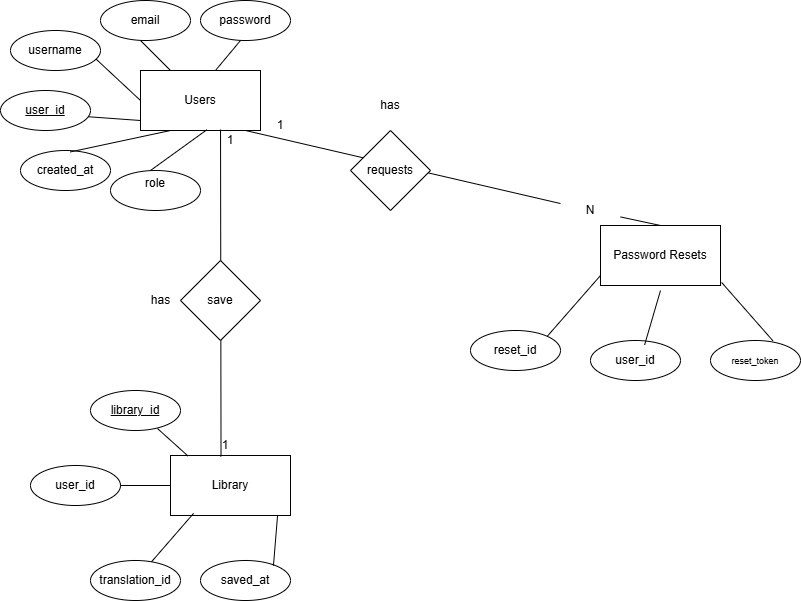 email
password
username
Users
user_id
has
1
1
created_at
role
requests
N
Password Resets
has
save
reset_id
user_id
reset_token
library_id
1
user_id
Library
translation_id
saved_at